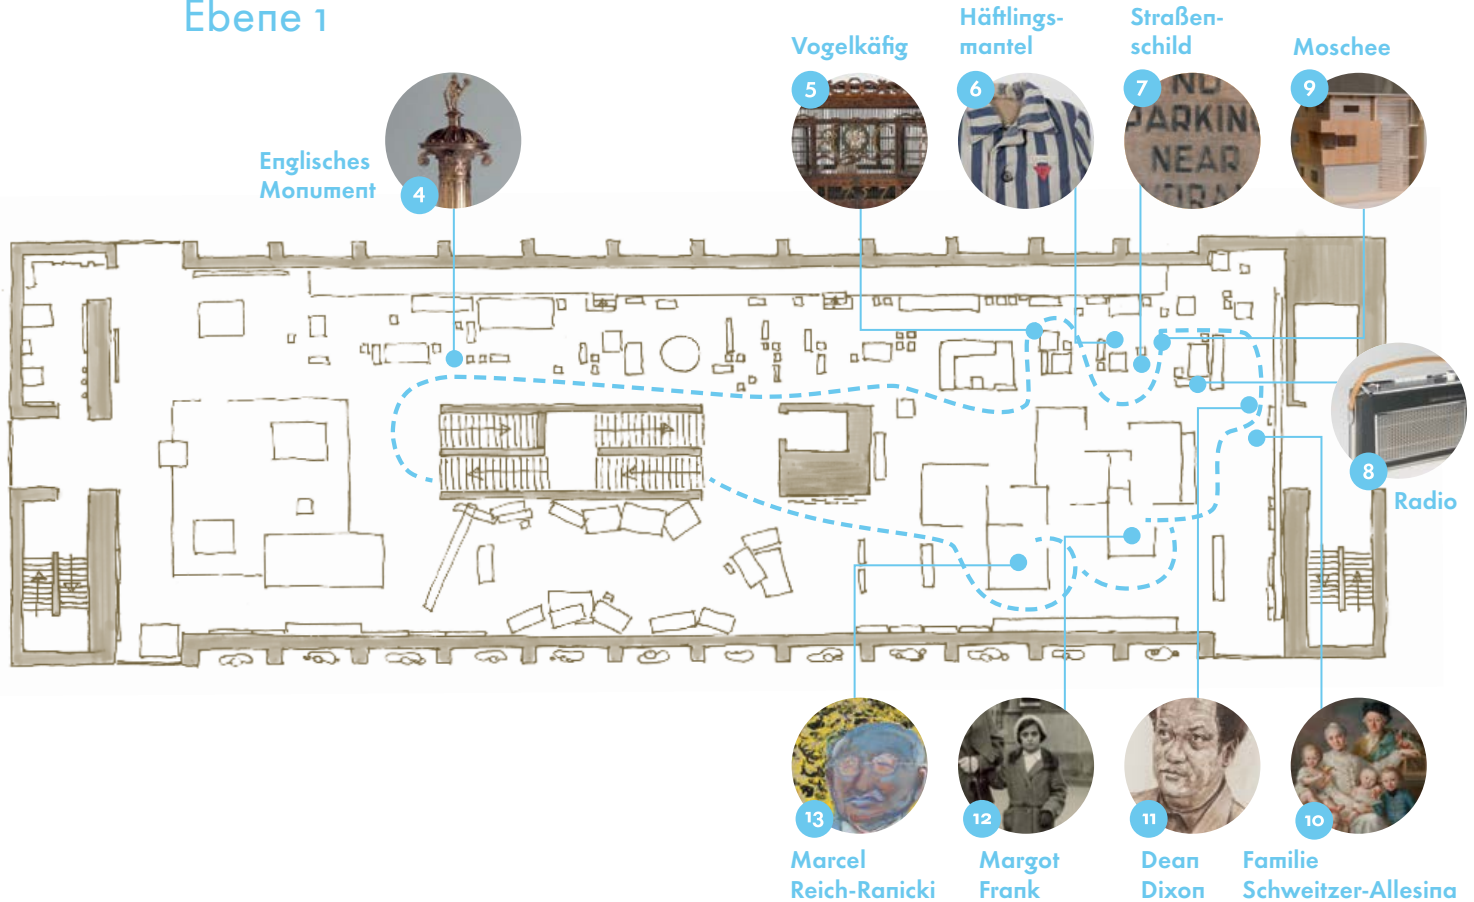 Ebene 1
Englisches
Monument
4
Vogelkäfig
5
Häftlings-
mantel
6
Straßen-
schild
7
PARKING
NEAR
Moschee
9
8
Radio
13
Marcel
Reich-Ranicki
12
Margot
Frank
11
Dean
Dixon
10
Familie
Schweitzer-Allesina